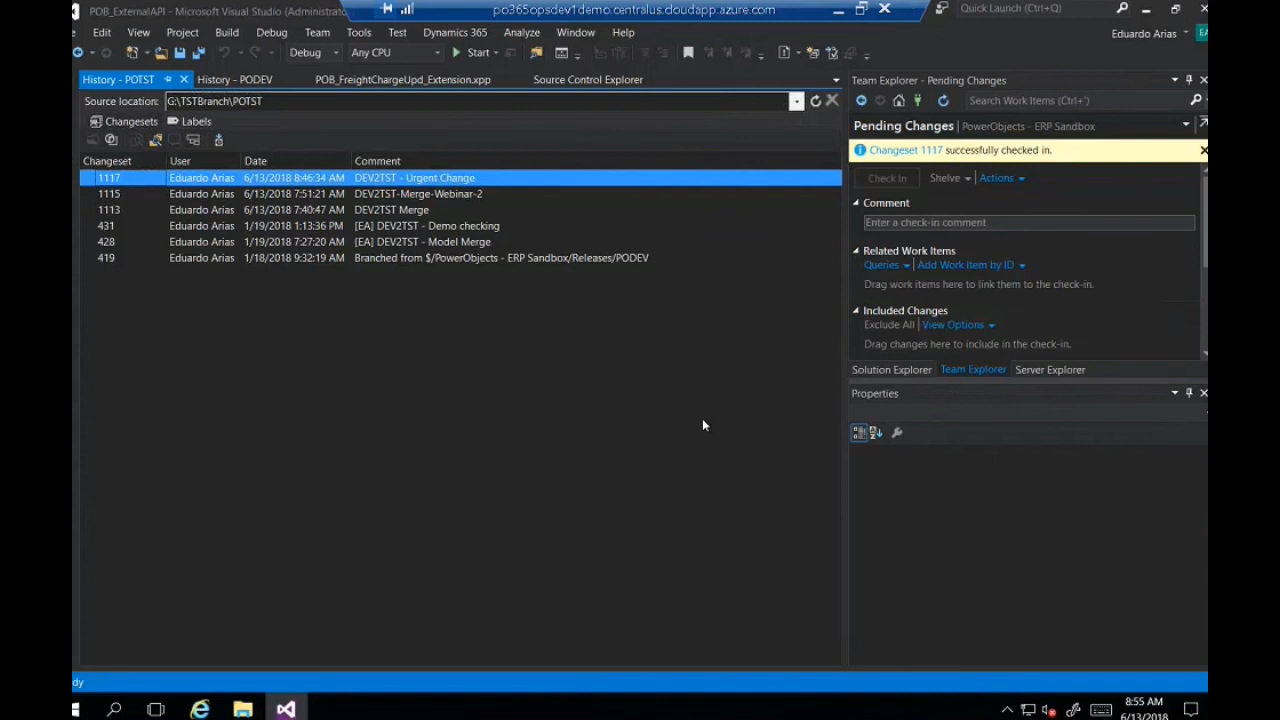 POB_ExternalAPI - Microsoft Visual Studio (Administrato
po365opsdev1demo.centralus.cloudapp.azure.com
Quick Launch (Ctrl+Q)
Edit View Project Build Debug Team Tools Test Dynamics 365 Analyze Window Help
Eduardo Arias
EA
Debug Any CPU Start
History - POTST History - PODEV POB_FreightChargeUpd_Extension.xpp Source Control Explorer
Source location: G:\TSTBranch\POTST
Changesets Labels
Changeset User Date Comment
1117 Eduardo Arias 6/13/2018 8:46:34 AM DEV2TST - Urgent Change
1115 Eduardo Arias 6/13/2018 7:51:21 AM DEV2TST-Merge-Webinar-2
1113 Eduardo Arias 6/13/2018 7:40:47 AM DEV2TST Merge
431 Eduardo Arias 1/19/2018 1:13:36 PM [EA] DEV2TST - Demo checking
428 Eduardo Arias 1/19/2018 7:27:20 AM [EA] DEV2TST - Model Merge
419 Eduardo Arias 1/18/2018 9:32:19 AM Branched from $/PowerObjects - ERP Sandbox/Releases/PODEV
Team Explorer - Pending Changes
Search Work Items (Ctrl+')
Pending Changes | PowerObjects - ERP Sandbox
Changeset 1117 successfully checked in.
Check In Shelve | Actions
Comment
Enter a check-in comment
Related Work Items
Queries | Add Work Item by ID
Drag work items here to link them to the check-in.
Included Changes
Exclude All | View Options
Drag changes here to include in the check-in.
Solution Explorer Team Explorer Server Explorer
Properties
dy
8:55 AM
6/13/2018